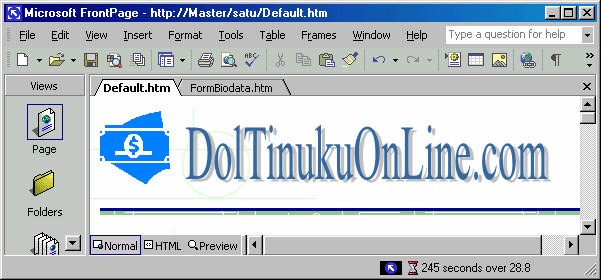 Microsoft FrontPage - http://Master/satu/Default.htm
File Edit View Insert Format Tools Table Frames Window Help Type a question for help
Views
Default.htm FormBiodata.htm
Page
Folders
$
DolTinukuOnLine.com
Normal HTML Preview
245 seconds over 28.8